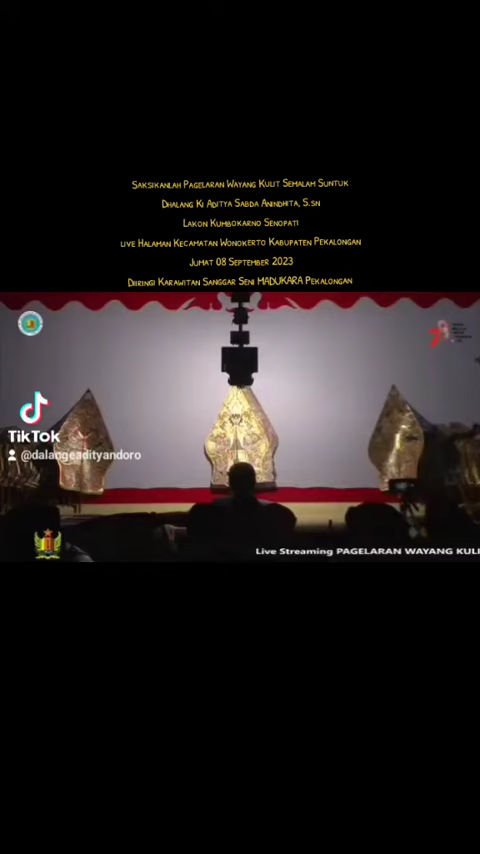 Saksikanlah Pagelaran Wayang Kulit Semalam Suntuk
Dhalang Ki Aditya Sabda Anindhita, S.sn
Lakon Kumbokarno Senopati
live Halaman Kecamatan Wonokerto Kabupaten Pekalongan
Jumat 08 September 2023
Diiringi Karawitan Sanggar Seni MADUKARA Pekalongan
TikTok
@dalangeadityandoro
Live Streaming PAGELARAN WAYANG KULI